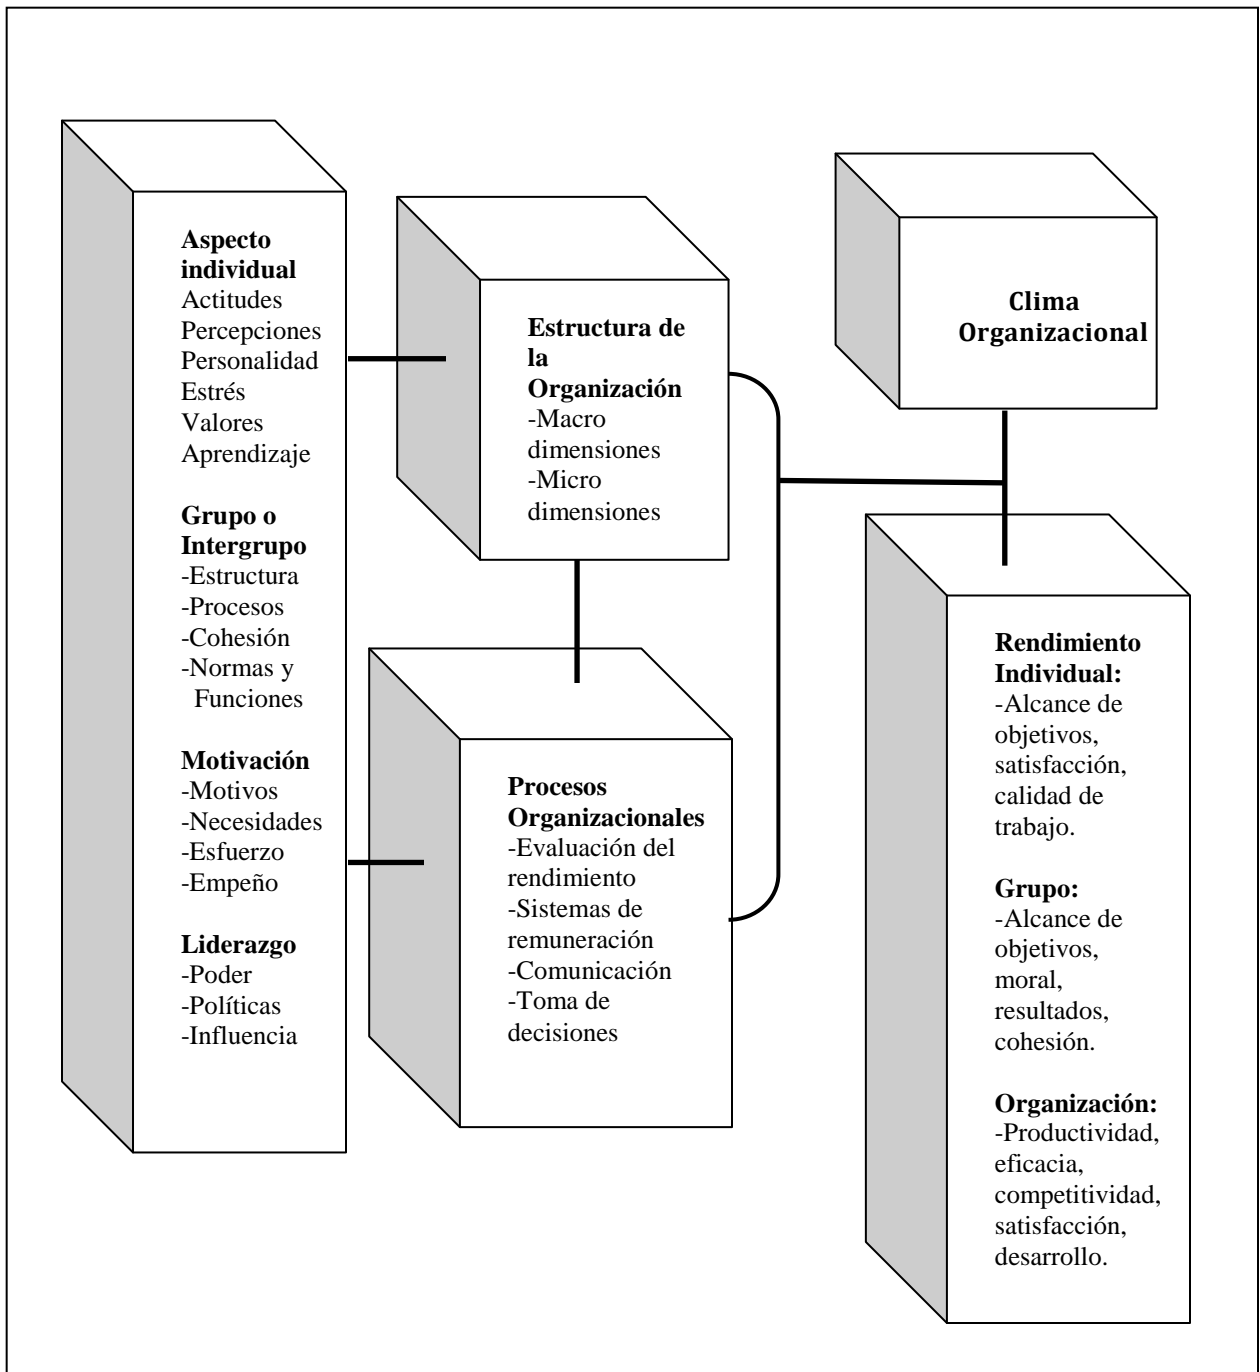 Aspecto
individual
Actitudes
Percepciones
Personalidad
Estrés
Valores
Aprendizaje
Grupo o
Intergrupo
-Estructura
-Procesos
-Cohesión
-Normas y
Funciones
Motivación
-Motivos
-Necesidades
-Esfuerzo
-Empeño
Liderazgo
-Poder
-Políticas
-Influencia
Estructura de
la
Organización
-Macro
dimensiones
-Micro
dimensiones
Procesos
Organizacionales
-Evaluación del
rendimiento
-Sistemas de
remuneración
-Comunicación
-Toma de
decisiones
Clima
Organizacional
Rendimiento
Individual:
-Alcance de
objetivos,
satisfacción,
calidad de
trabajo.
Grupo:
-Alcance de
objetivos,
moral,
resultados,
cohesión.
Organización:
-Productividad,
eficacia,
competitividad,
satisfacción,
desarrollo.